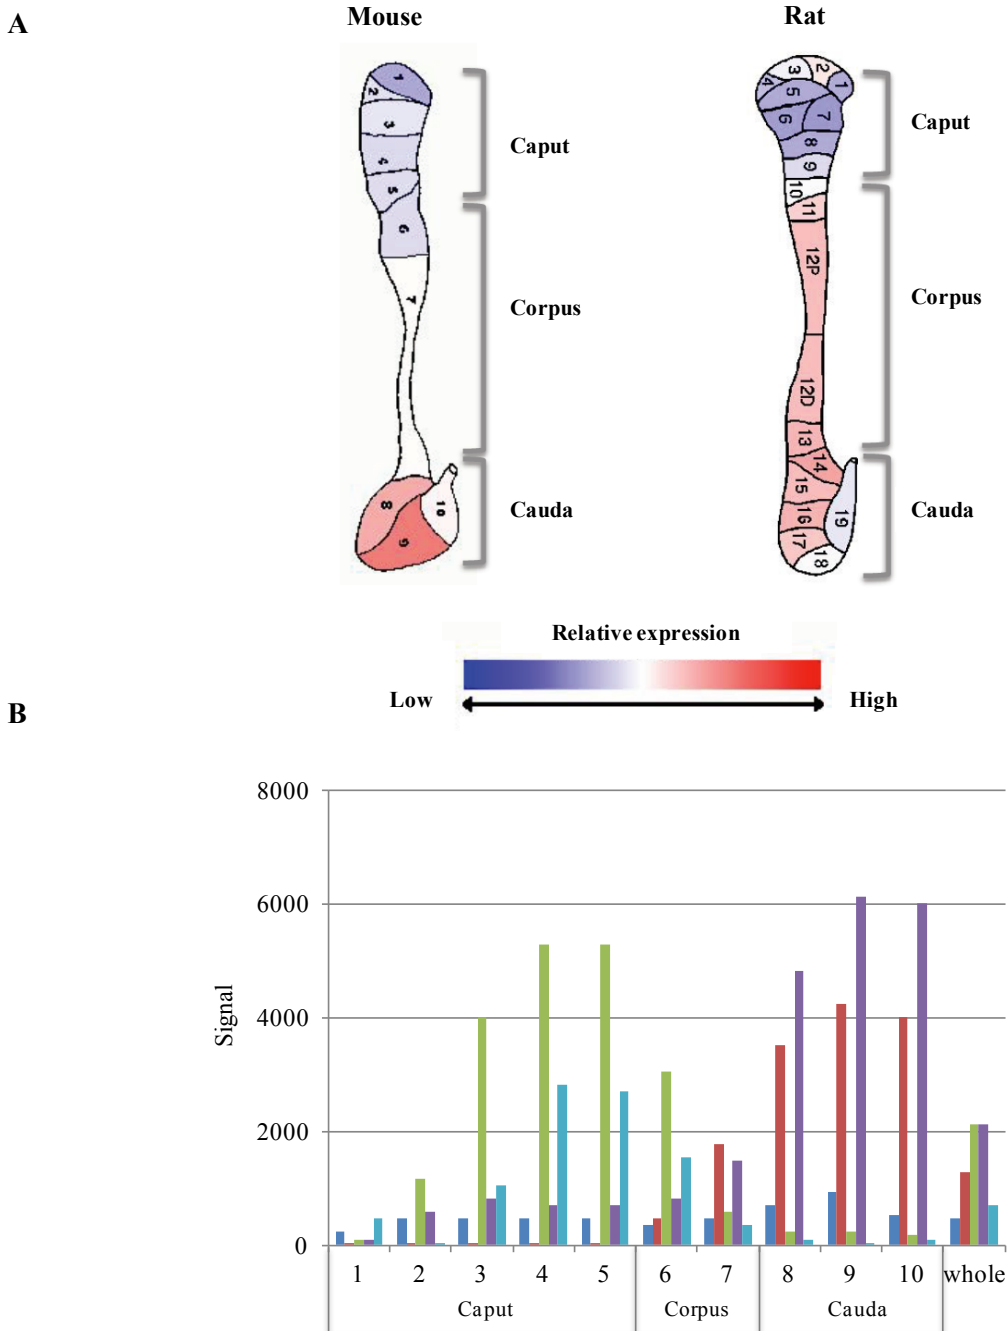 A
Mouse
Rat
1
2
3
4
5
6
7
8
9
10
Caput
Corpus
Cauda
1
2
3
4
5
6
7
8
9
10
11
12P
12D
13
14
15
16
17
18
19
Caput
Corpus
Cauda
Relative expression
Low
High
B
8000
6000
4000
2000
0
Signal
1 2 3 4 5 6 7 8 9 10 whole
Caput Corpus Cauda